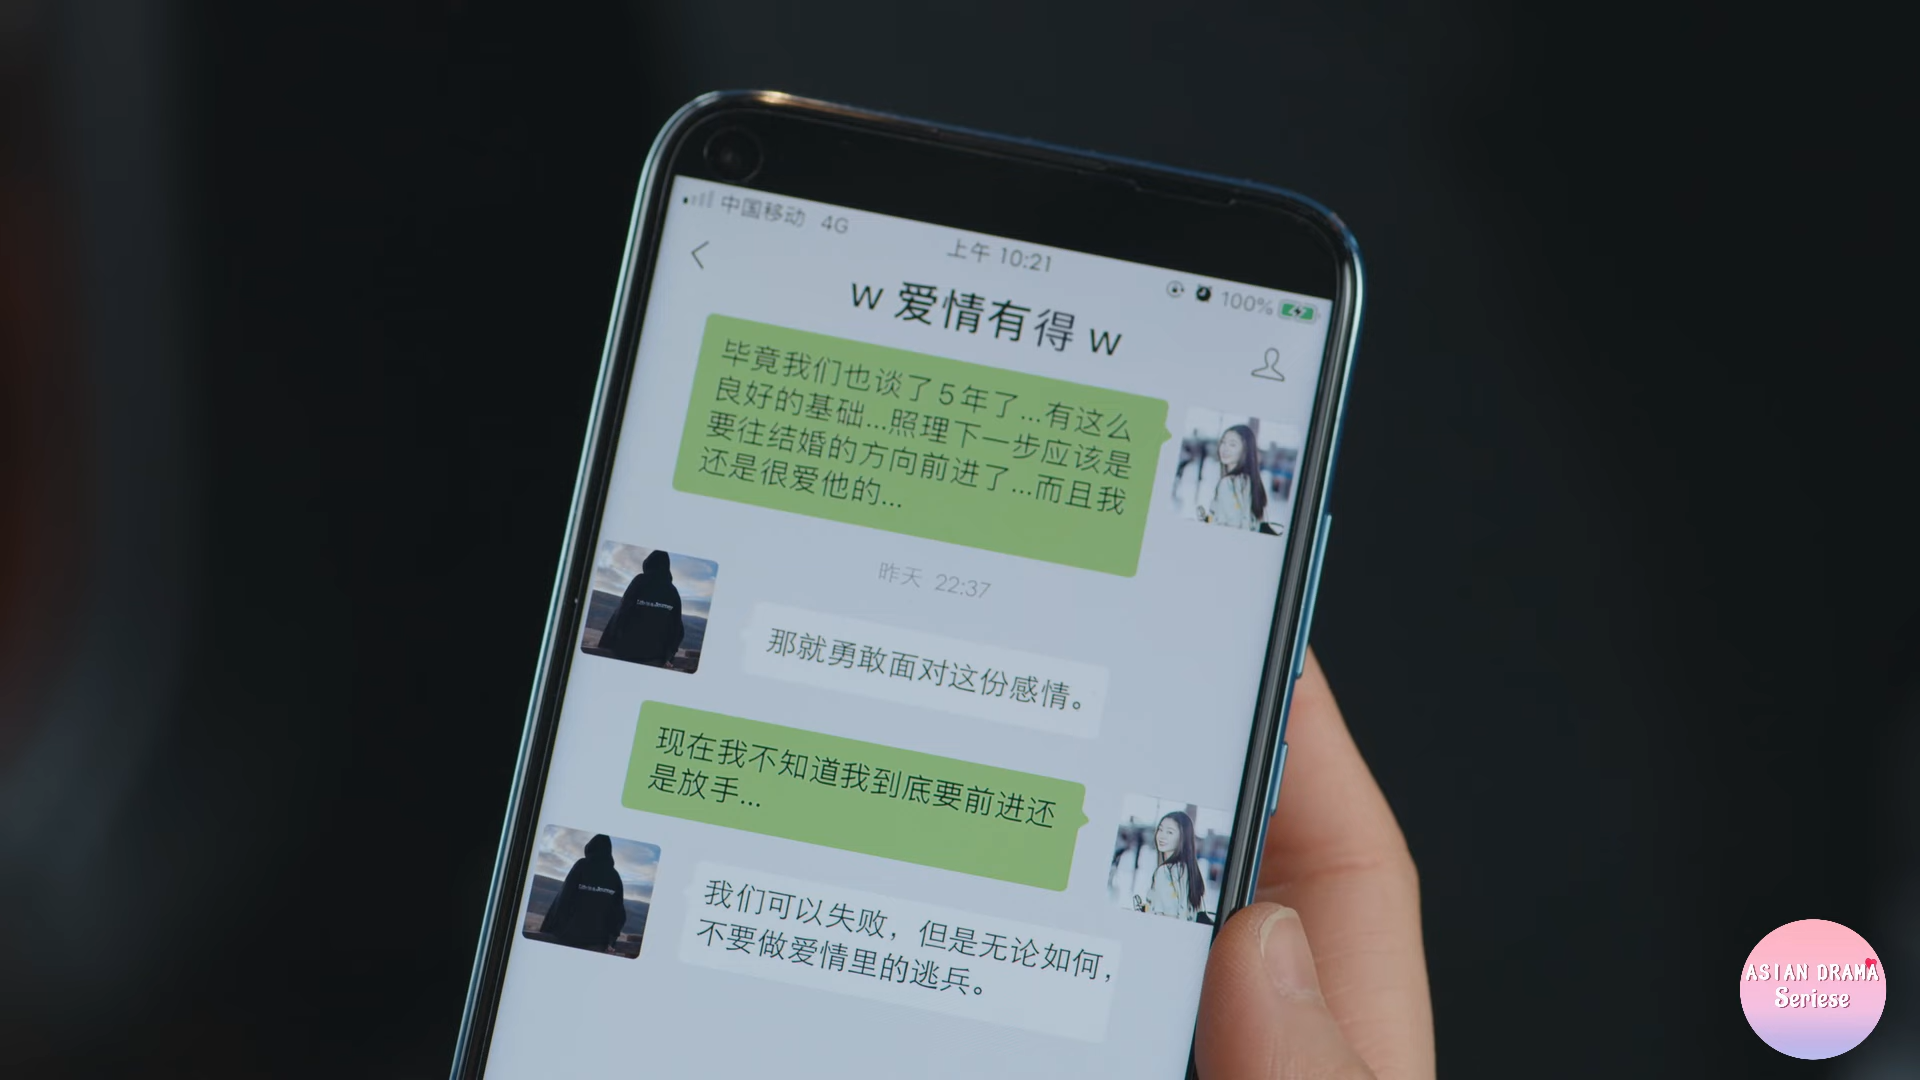 中国移动 4G
上午 10:21
100%
w 爱情有得 w
毕竟我们也谈了5年了...有这么
良好的基础...照理下一步应该是
要往结婚的方向前进了...而且我
还是很爱他的...
昨天 22:37
那就勇敢面对这份感情。
现在我不知道我到底要前进还
是放手...
我们可以失败，但是无论如何，
不要做爱情里的逃兵。
ASIAN DRAMA
Seriese